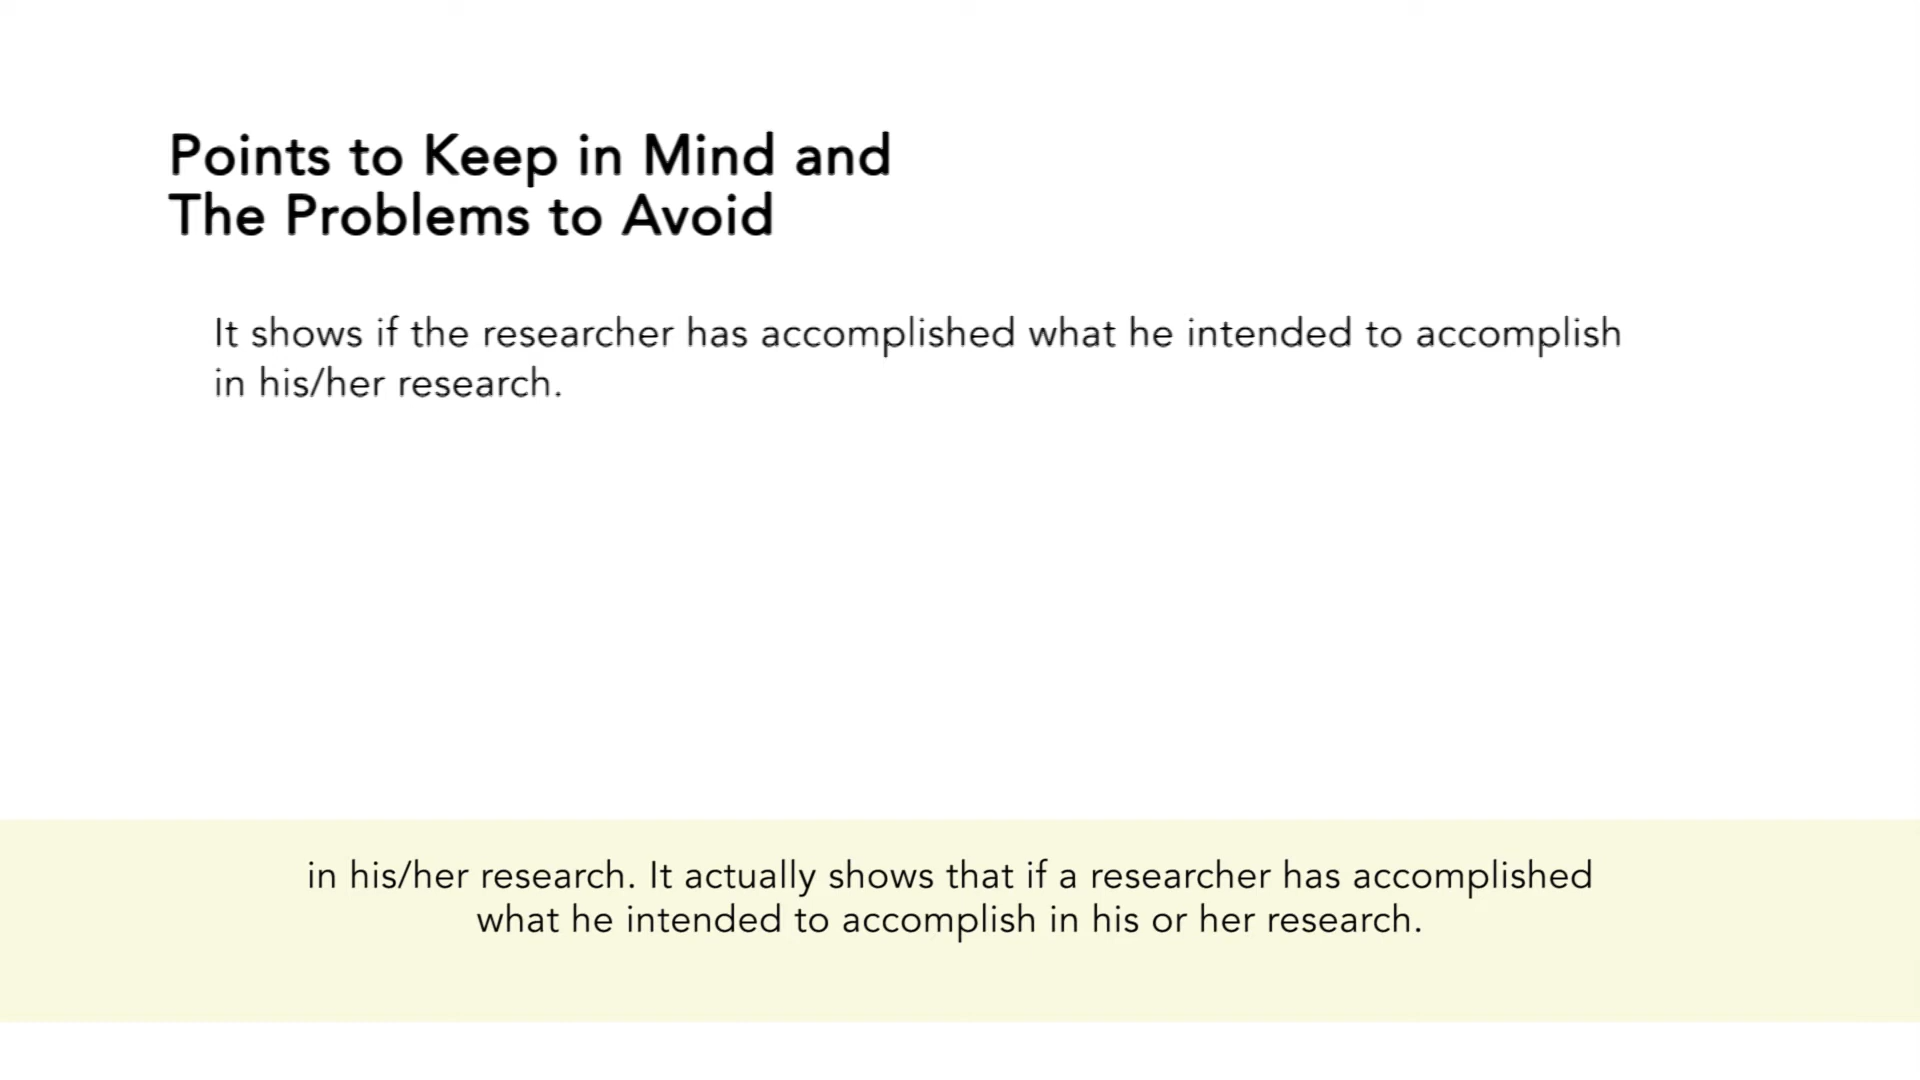 Points to Keep in Mind and
The Problems to Avoid
It shows if the researcher has accomplished what he intended to accomplish
in his/her research.
in his/her research. It actually shows that if a researcher has accomplished
what he intended to accomplish in his or her research.